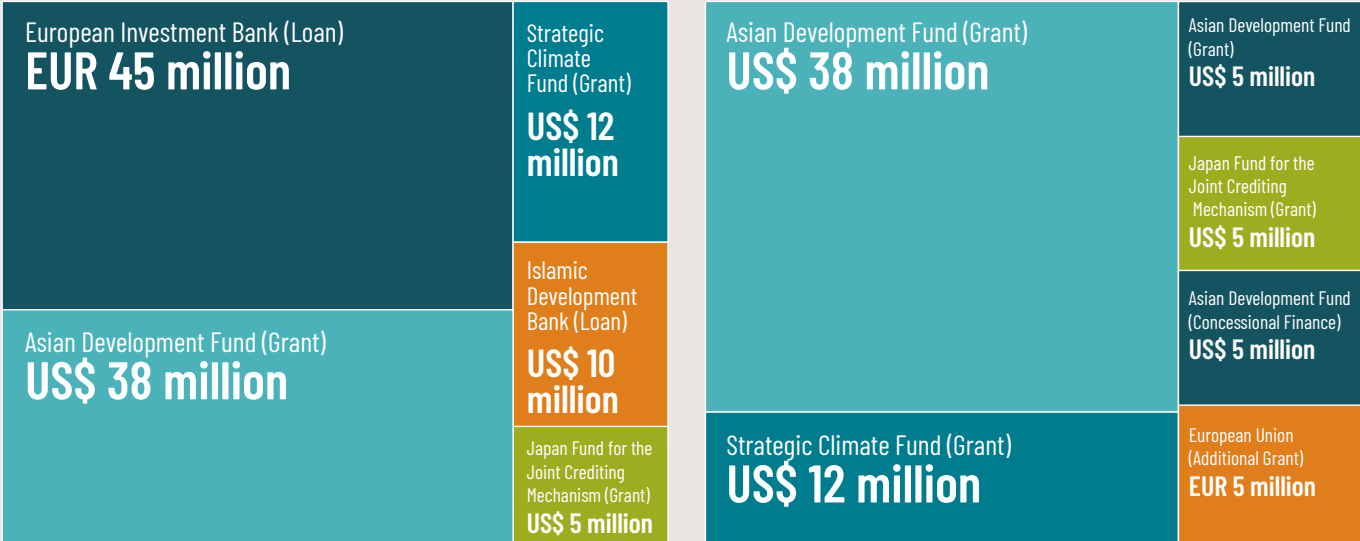 European Investment Bank (Loan)
EUR 45 million
Asian Development Fund (Grant)
US$ 38 million
Strategic
Climate
Fund (Grant)
US$ 12
million
Islamic
Development
Bank (Loan)
US$ 10
million
Japan Fund for the
Joint Crediting
Mechanism (Grant)
US$ 5 million
Asian Development Fund (Grant)
US$ 38 million
Strategic Climate Fund (Grant)
US$ 12 million
Asian Development Fund
(Grant)
US$ 5 million
Japan Fund for the
Joint Crediting
Mechanism (Grant)
US$ 5 million
Asian Development Fund
(Concessional Finance)
US$ 5 million
European Union
(Additional Grant)
EUR 5 million